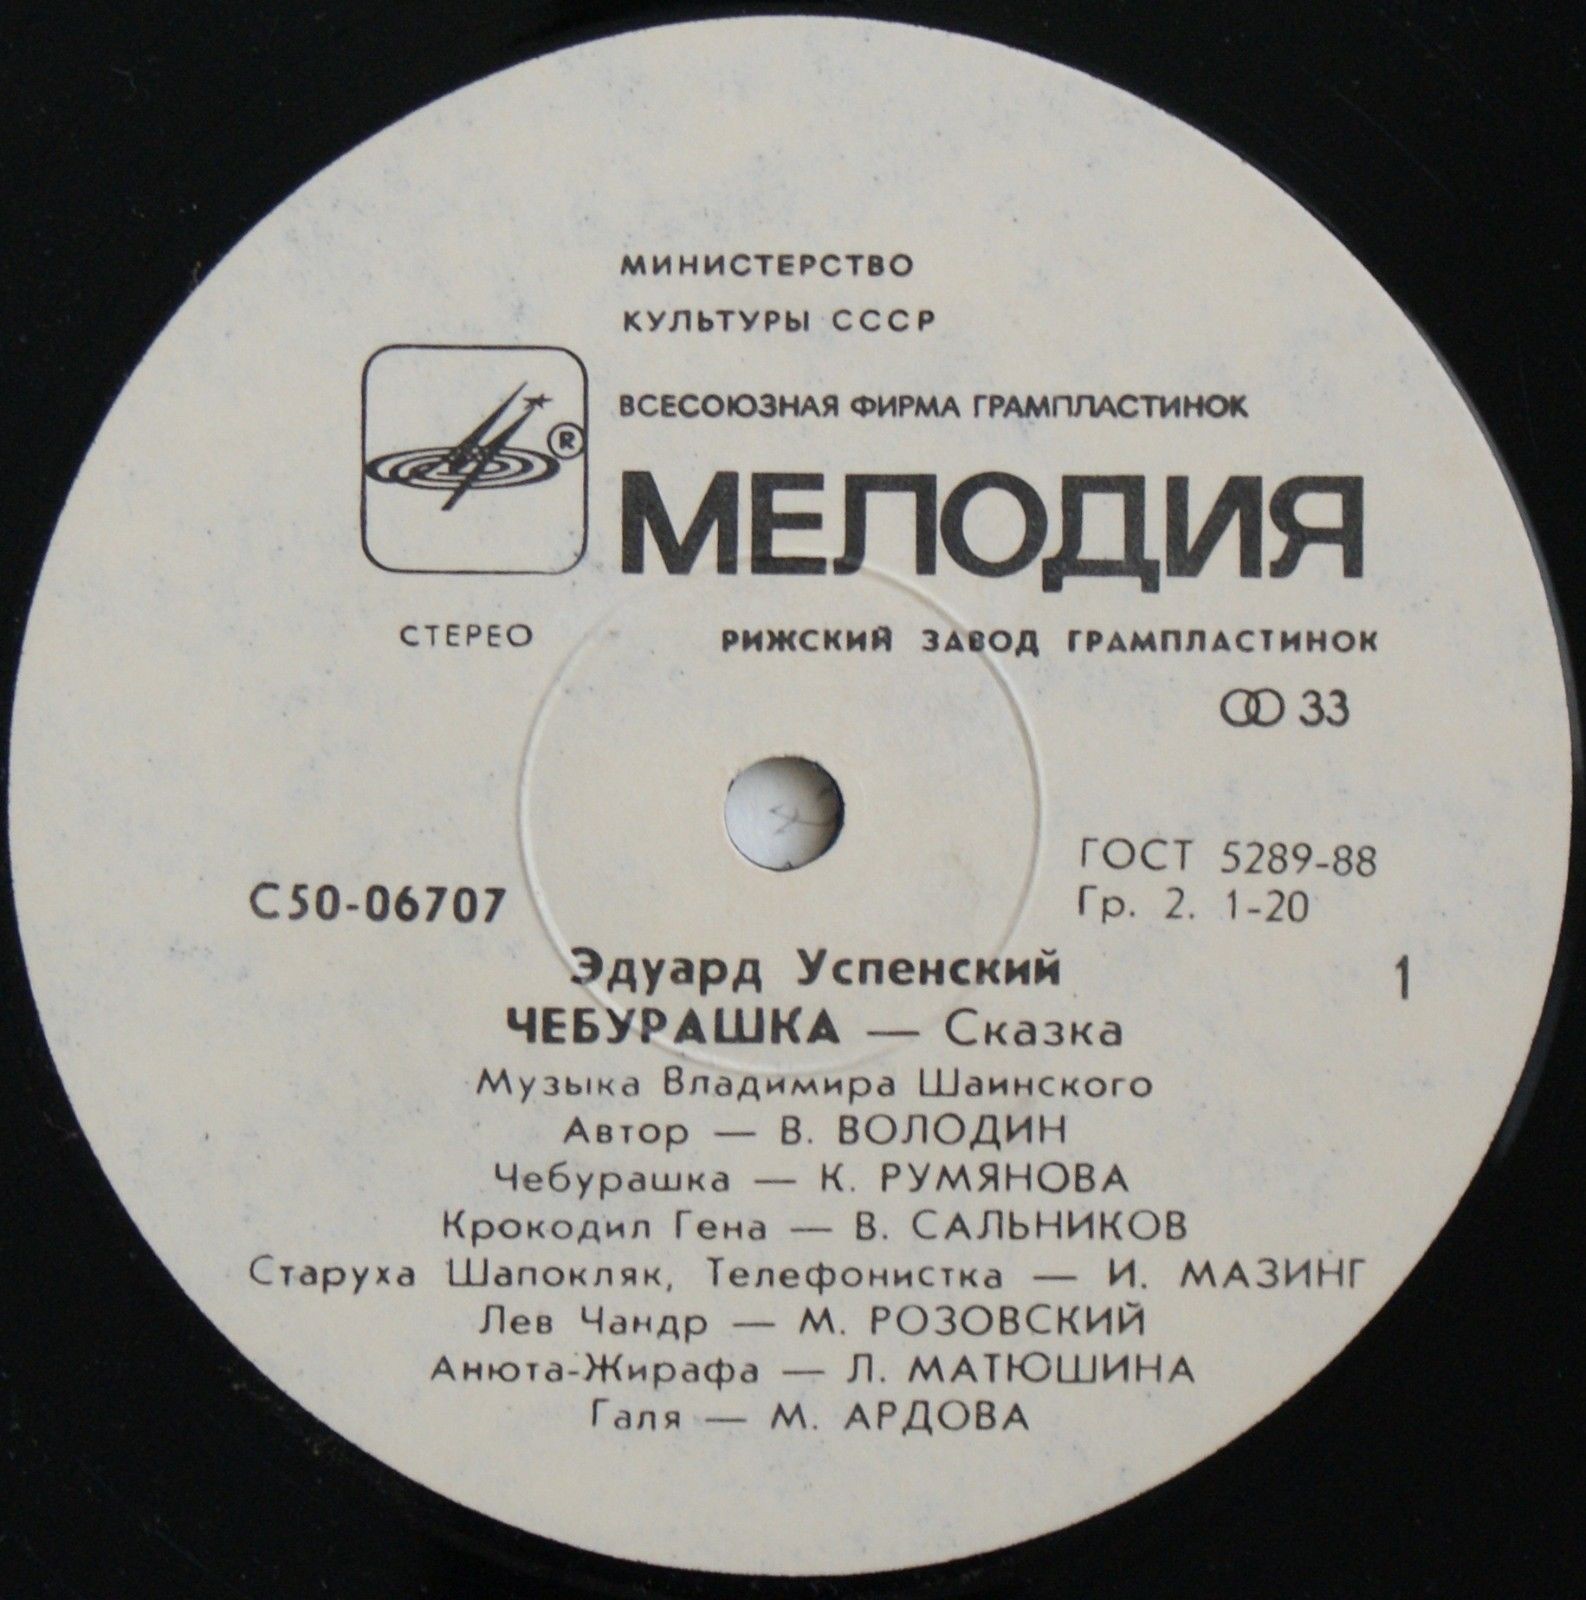 МИНИСТЕРСТВО
КУЛЬТУРЫ СССР
ВСЕСОЮЗНАЯ ФИРМА ГРАМПЛАСТИНОК
®
МЕЛОДИЯ
СТЕРЕО
РИЖСКИЙ ЗАВОД ГРАМПЛАСТИНОК
33
ГОСТ 5289-88
С50-06707
Гр. 2. 1-20
Эдуард Успенский
1
ЧЕБУРАШКА — Сказка
Музыка Владимира Шаинского
Автор — В. ВОЛОДИН
Чебурашка — К. РУМЯНОВА
Крокодил Гена — В. САЛЬНИКОВ
Старуха Шапокляк, Телефонистка — И. МАЗИНГ
Лев Чандр — М. РОЗОВСКИЙ
Анюта-Жирафа — Л. МАТЮШИНА
Галя — М. АРДОВА